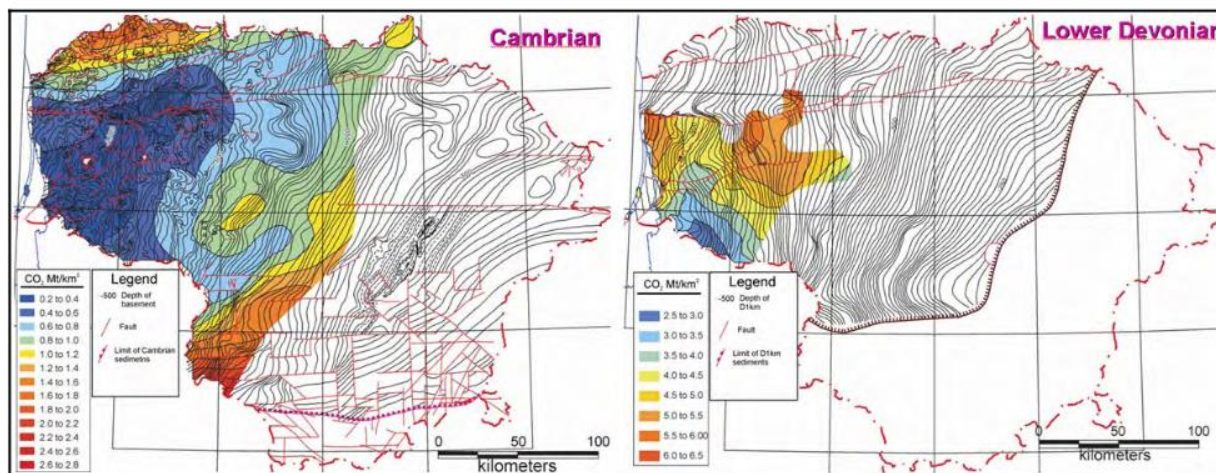 Cambrian
CO₂ Mt/km²
0.2 to 0.4
0.4 to 0.6
0.6 to 0.8
0.8 to 1.0
1.0 to 1.2
1.2 to 1.4
1.4 to 1.6
1.6 to 1.8
1.8 to 2.0
2.0 to 2.2
2.2 to 2.4
2.4 to 2.6
2.6 to 2.8
Legend
-500 Depth of
basement
Fault
Limit of Cambrian
sedimetns
0 50 100
kilometers
Lower Devonian
CO₂ Mt/km²
2.5 to 3.0
3.0 to 3.5
3.5 to 4.0
4.0 to 4.5
4.5 to 5.0
5.0 to 5.5
5.5 to 6.00
6.0 to 6.5
Legend
-500 Depth of
D1km
Fault
Limit of D1km
sediments
0 50 100
kilometers